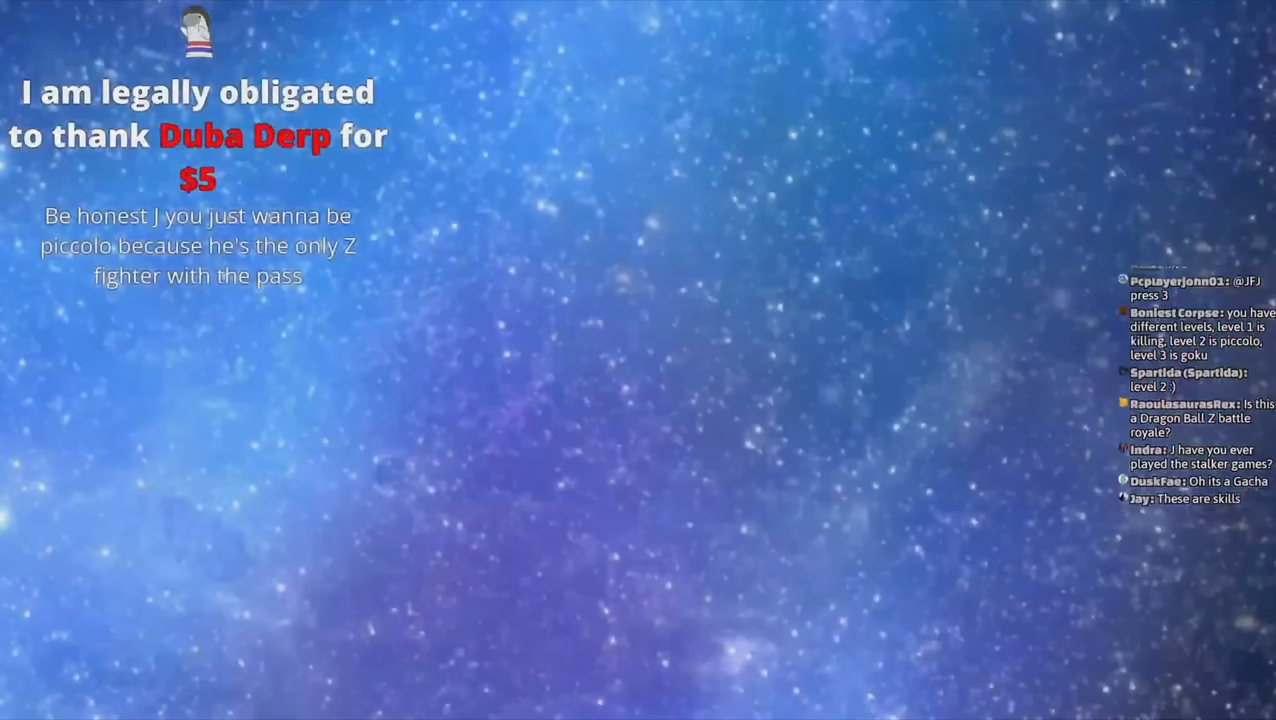 I am legally obligated
to thank Duba Derp for
$5
Be honest J you just wanna be
piccolo because he's the only Z
fighter with the pass
Pcplayerjohn01: @JFJ
press 3
Boniest Corpse: you have
different levels, level 1 is
killing, level 2 is piccolo,
level 3 is goku
Spartida (Spartida):
level 2 :)
RaoulasaurasRex: Is this
a Dragon Ball Z battle
royale?
Indra: J have you ever
played the stalker games?
DuskFae: Oh its a Gacha
Jay: These are skills